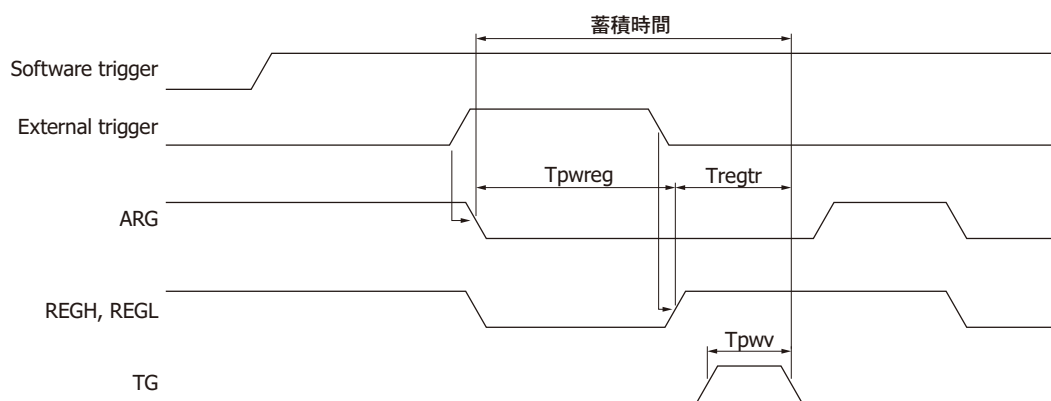 蓄積時間
Software trigger
External trigger
Tpwreg
Tregtr
ARG
REGH, REGL
Tpwv
TG